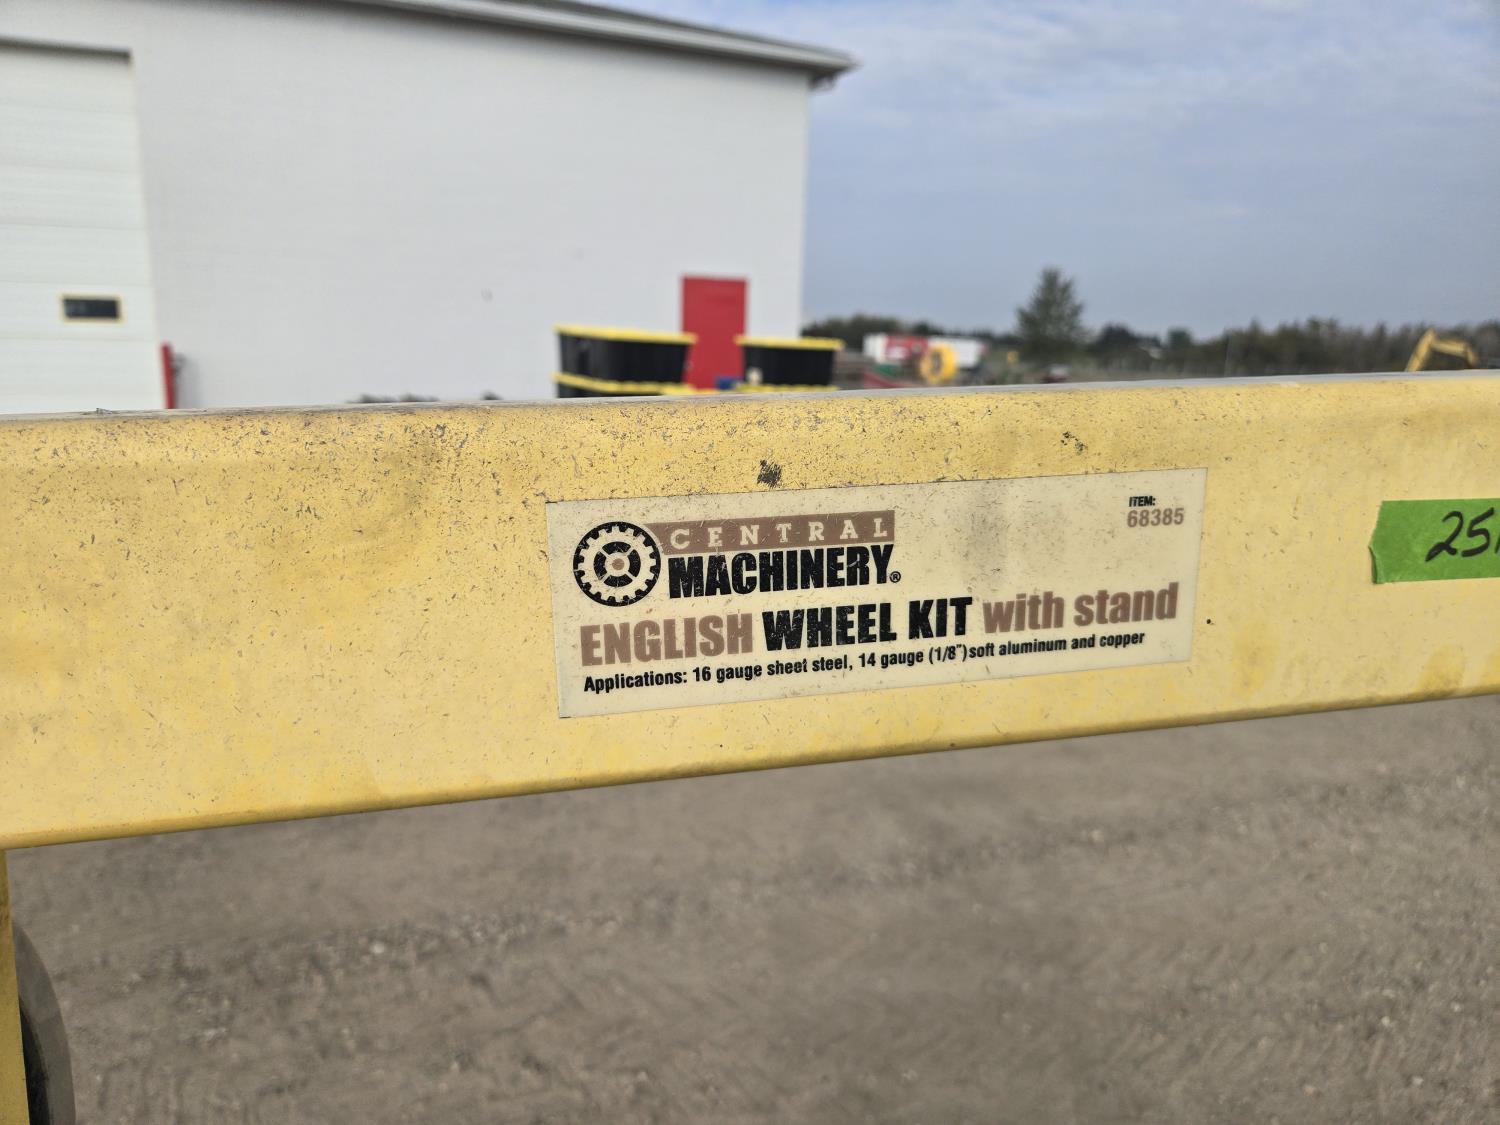 CENTRAL
MACHINERY®
ITEM:
68385
ENGLISH WHEEL KIT with stand
Applications: 16 gauge sheet steel, 14 gauge (1/8")soft aluminum and copper